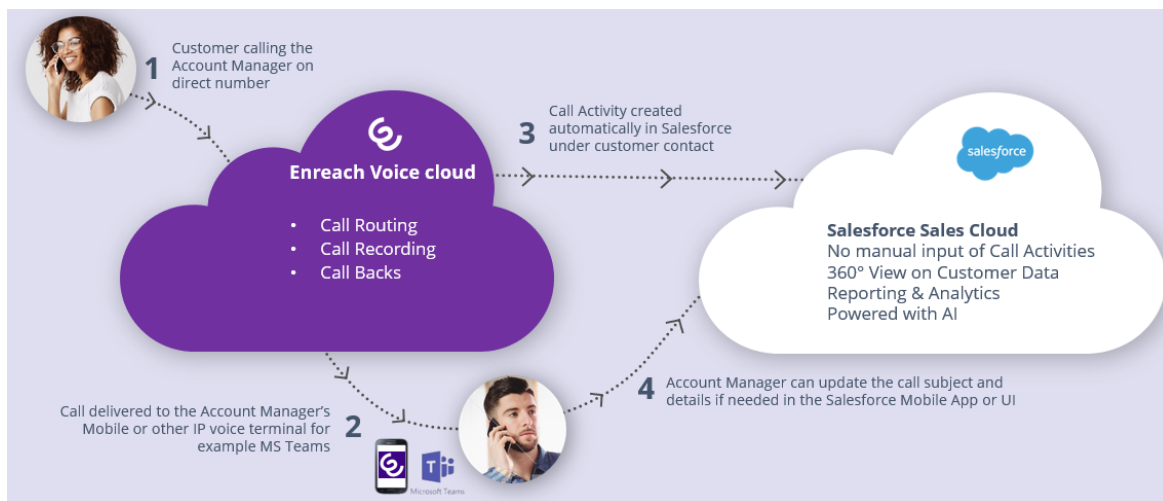 1
Customer calling the
Account Manager on
direct number
Enreach Voice cloud
• Call Routing
• Call Recording
• Call Backs
3
Call Activity created
automatically in Salesforce
under customer contact
salesforce
Salesforce Sales Cloud
No manual input of Call Activities
360° View on Customer Data
Reporting & Analytics
Powered with AI
Call delivered to the Account Manager's
Mobile or other IP voice terminal for
example MS Teams
2
T
Microsoft Teams
4
Account Manager can update the call subject and
details if needed in the Salesforce Mobile App or UI